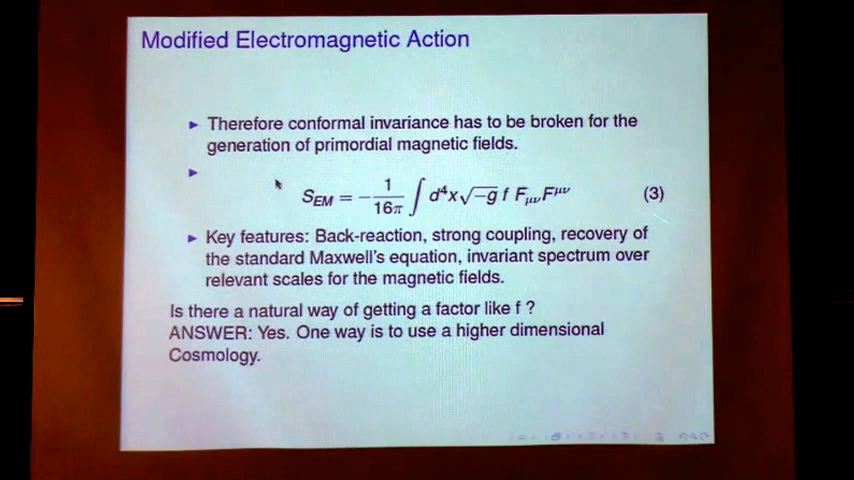 Modified Electromagnetic Action
► Therefore conformal invariance has to be broken for the
generation of primordial magnetic fields.
►
S_EM = −1/16π ∫ d⁴x√−g f F_μν F^μν (3)
► Key features: Back-reaction, strong coupling, recovery of
the standard Maxwell's equation, invariant spectrum over
relevant scales for the magnetic fields.
Is there a natural way of getting a factor like f ?
ANSWER: Yes. One way is to use a higher dimensional
Cosmology.